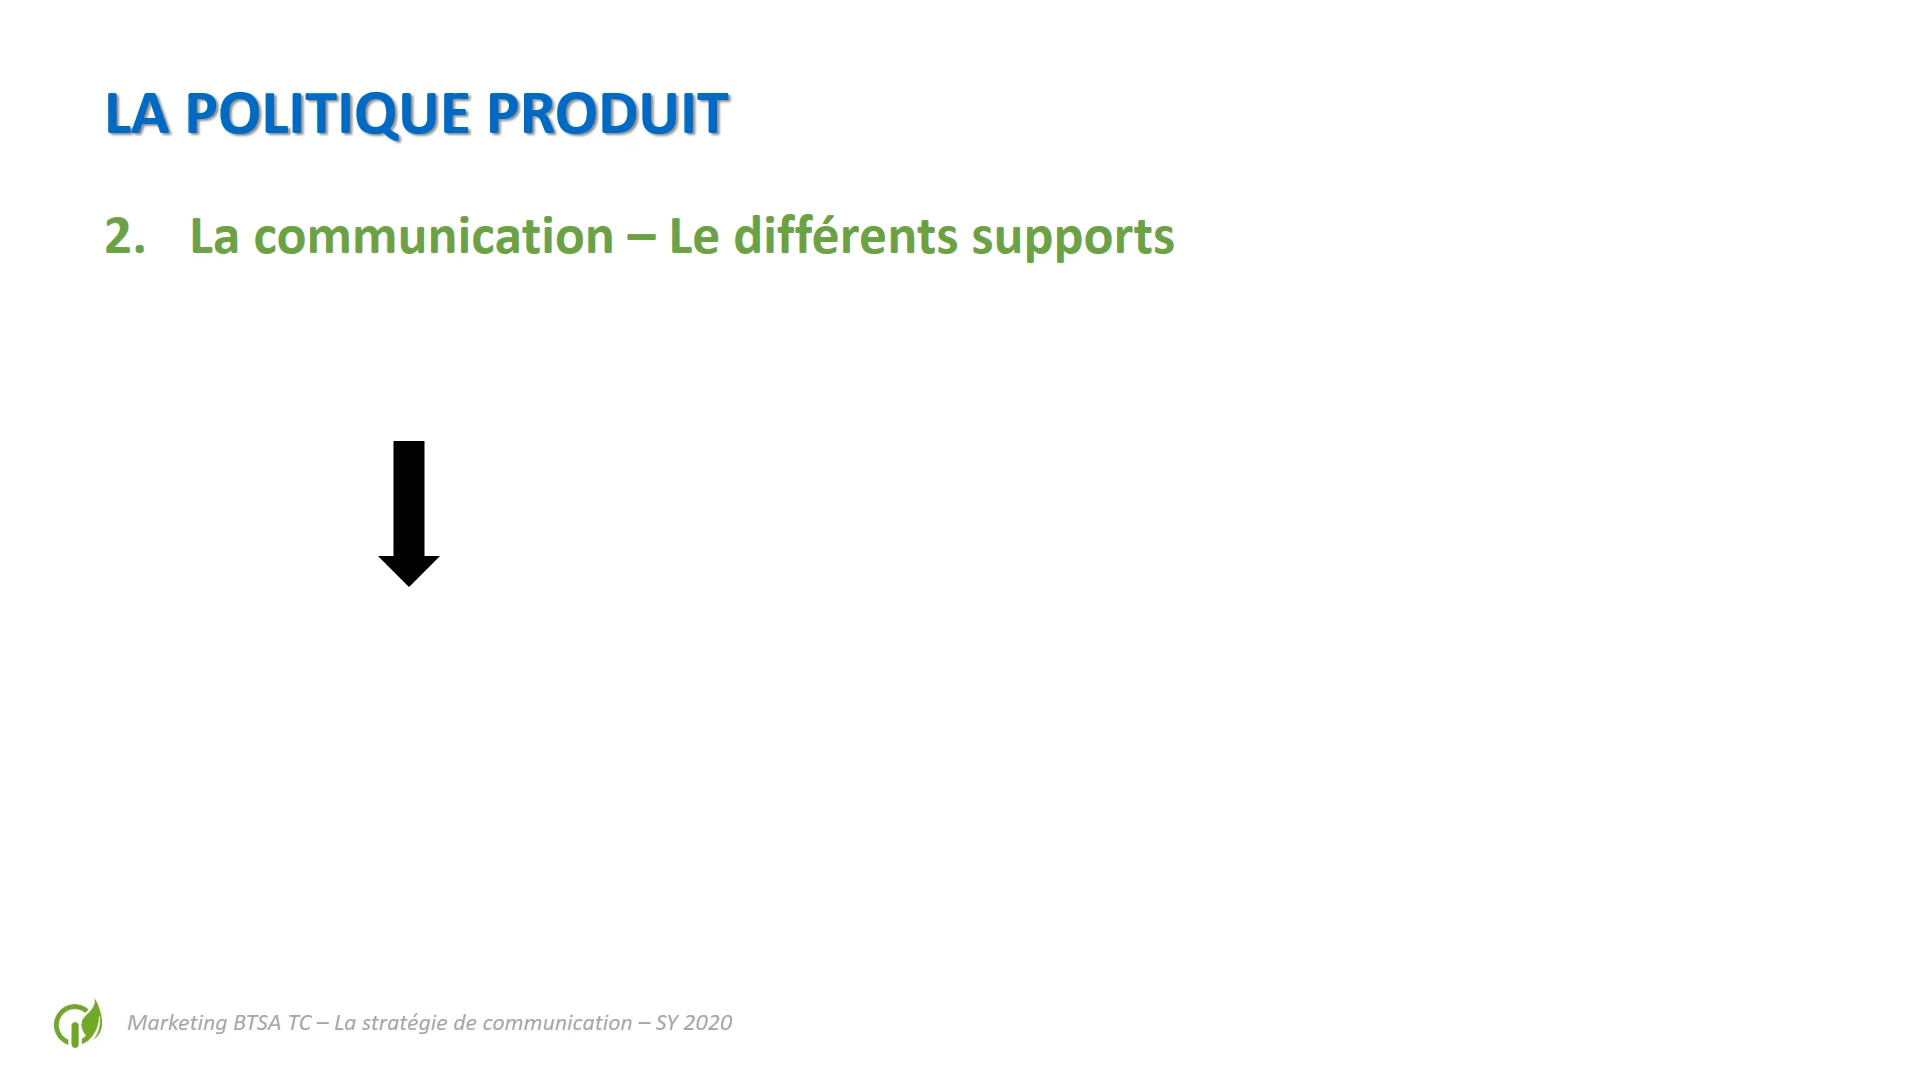 LA POLITIQUE PRODUIT
2. La communication – Le différents supports
Marketing BTSA TC – La stratégie de communication – SY 2020